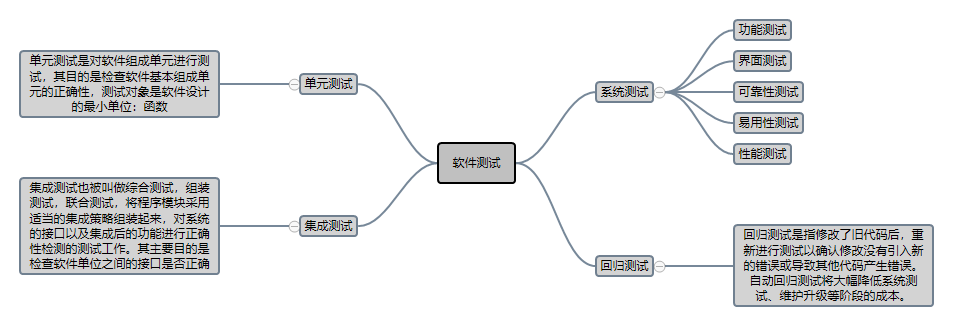 单元测试是对软件组成单元进行测
试，其目的是检查软件基本组成单
元的正确性，测试对象是软件设计
的最小单位：函数
单元测试
集成测试也被叫做综合测试，组装
测试，联合测试，将程序模块采用
适当的集成策略组装起来，对系统
的接口以及集成后的功能进行正确
性检测的测试工作。其主要目的是
检查软件单位之间的接口是否正确
集成测试
软件测试
系统测试
功能测试
界面测试
可靠性测试
易用性测试
性能测试
回归测试
回归测试是指修改了旧代码后，重
新进行测试以确认修改没有引入新
的错误或导致其他代码产生错误。
自动回归测试将大幅降低系统测
试、维护升级等阶段的成本。